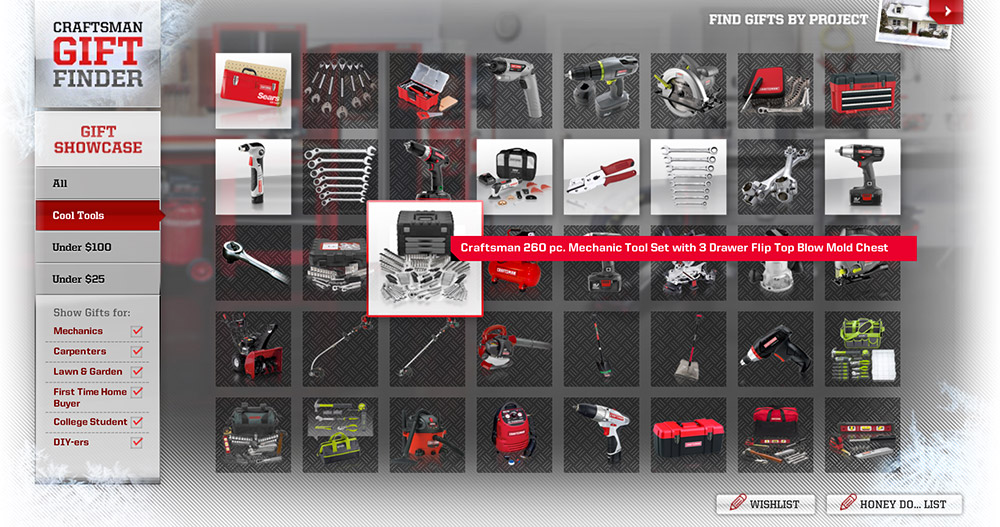 CRAFTSMAN
GIFT
FINDER
FIND GIFTS BY PROJECT
GIFT
SHOWCASE
All
Cool Tools
Under $100
Under $25
Show Gifts for:
Mechanics
Carpenters
Lawn & Garden
First Time Home
Buyer
College Student
DIY-ers
Sears
Craftsman 260 pc. Mechanic Tool Set with 3 Drawer Flip Top Blow Mold Chest
CRAFTSMAN
WISHLIST
HONEY DO... LIST